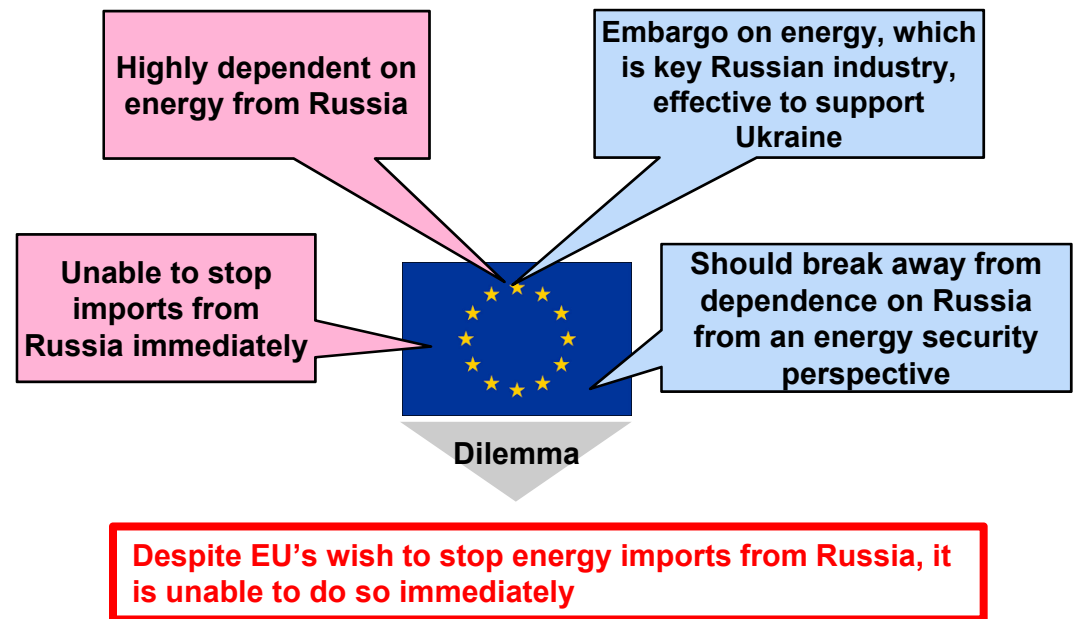 Highly dependent on
energy from Russia
Embargo on energy, which
is key Russian industry,
effective to support
Ukraine
Unable to stop
imports from
Russia immediately
Should break away from
dependence on Russia
from an energy security
perspective
Dilemma
Despite EU’s wish to stop energy imports from Russia, it
is unable to do so immediately